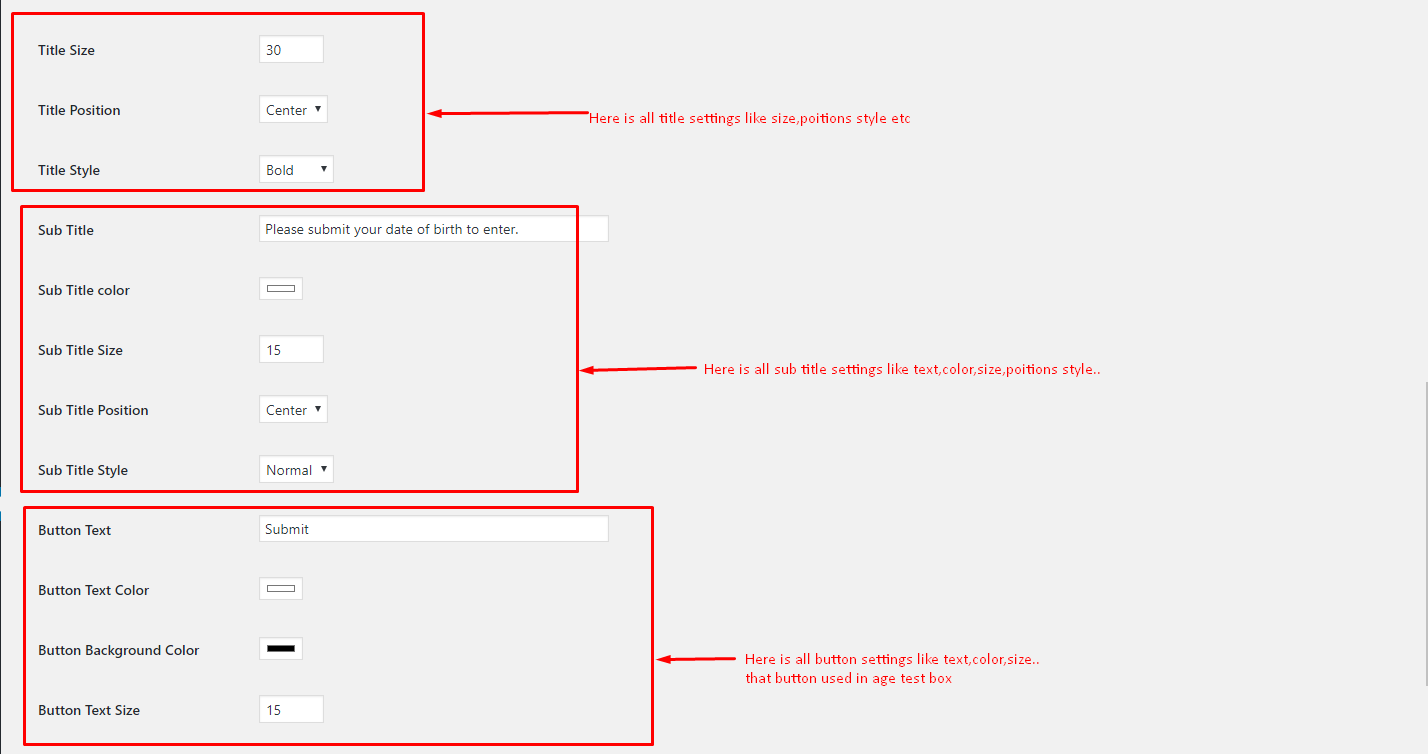 Title Size 30
Title Position Center
Here is all title settings like size,poitions style etc
Title Style Bold
Sub Title Please submit your date of birth to enter.
Sub Title color
Sub Title Size 15
Here is all sub title settings like text,color,size,poitions style..
Sub Title Position Center
Sub Title Style Normal
Button Text Submit
Button Text Color
Button Background Color
Here is all button settings like text,color,size..
that button used in age test box
Button Text Size 15